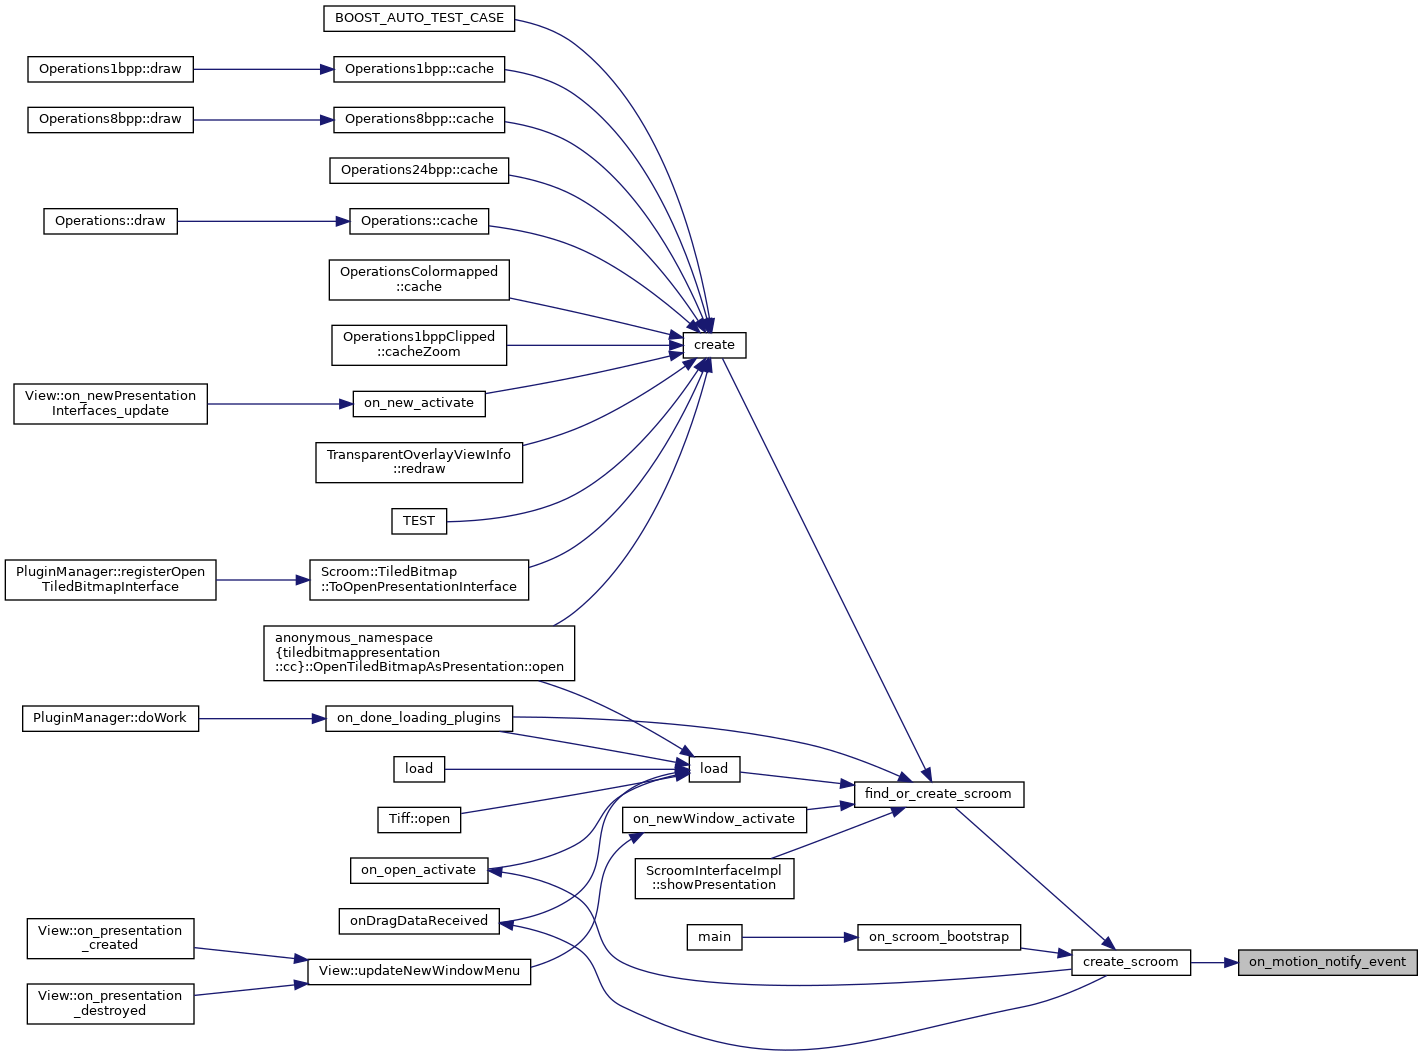 BOOST_AUTO_TEST_CASE
Operations1bpp::draw
Operations1bpp::cache
Operations8bpp::draw
Operations8bpp::cache
Operations24bpp::cache
Operations::draw
Operations::cache
OperationsColormapped
::cache
Operations1bppClipped
::cacheZoom
create
View::on_newPresentation
Interfaces_update
on_new_activate
TransparentOverlayViewInfo
::redraw
TEST
PluginManager::registerOpen
TiledBitmapInterface
Scroom::TiledBitmap
::ToOpenPresentationInterface
anonymous_namespace
{tiledbitmappresentation
::cc}::OpenTiledBitmapAsPresentation::open
PluginManager::doWork
on_done_loading_plugins
load
load
find_or_create_scroom
Tiff::open
on_newWindow_activate
on_open_activate
ScroomInterfaceImpl
::showPresentation
onDragDataReceived
View::on_presentation
_created
main
on_scroom_bootstrap
View::updateNewWindowMenu
create_scroom
on_motion_notify_event
View::on_presentation
_destroyed